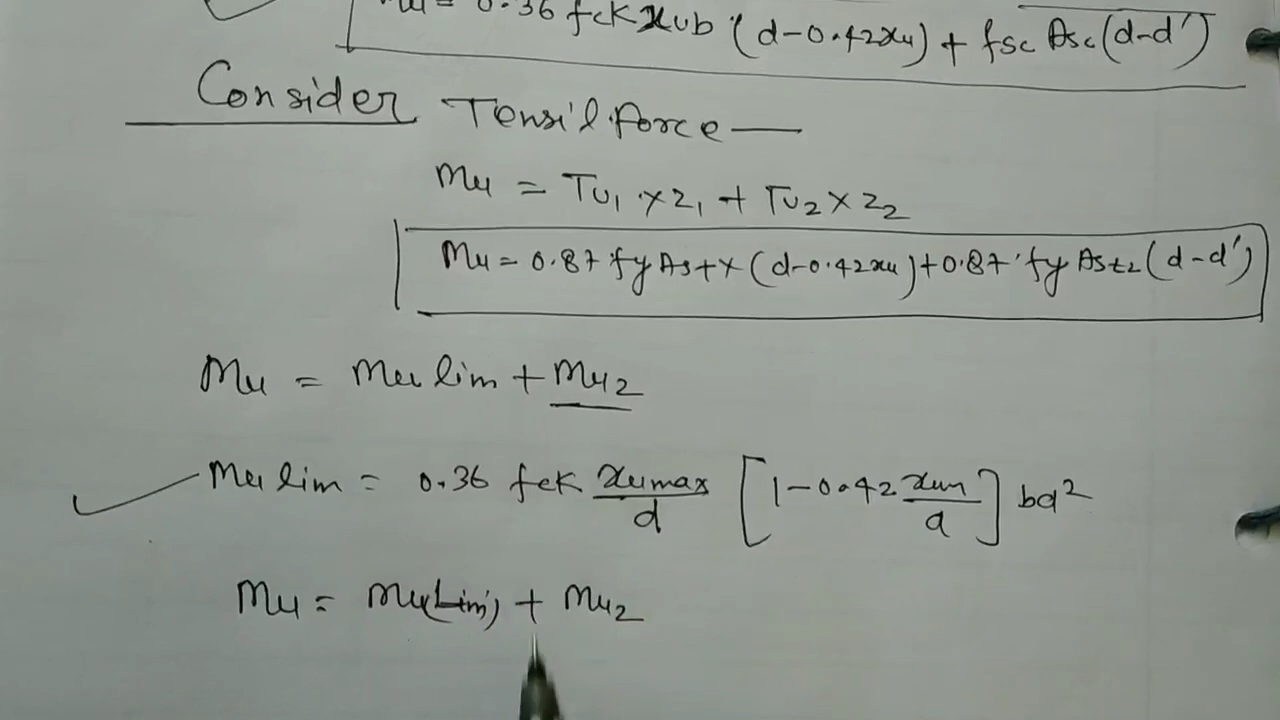 Mu = 0.36 fck xub (d-0.42xu) + fsc Asc (d-d')
Consider Tensil force —
Mu = Tu1 × z1 + Tu2 × z2
Mu = 0.87 fy Ast × (d-0.42xu) + 0.87 fy Ast2 (d-d')
Mu = Mu lim + Mu2
Mu lim = 0.36 fck xumax/d [1-0.42 xum/d] bd²
Mu = Mu(Lim) + Mu2